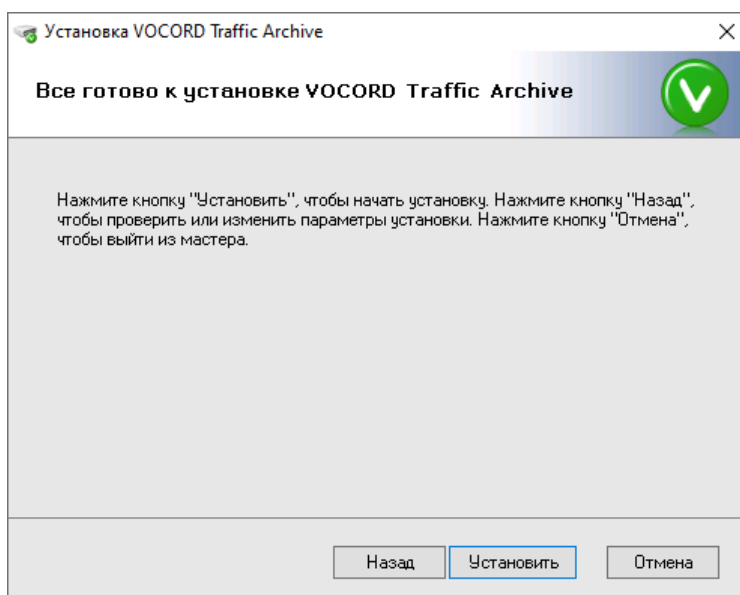 Установка VOCORD Traffic Archive
Все готово к установке VOCORD Traffic Archive
V
Нажмите кнопку "Установить", чтобы начать установку. Нажмите кнопку "Назад",
чтобы проверить или изменить параметры установки. Нажмите кнопку "Отмена",
чтобы выйти из мастера.
Назад
Установить
Отмена